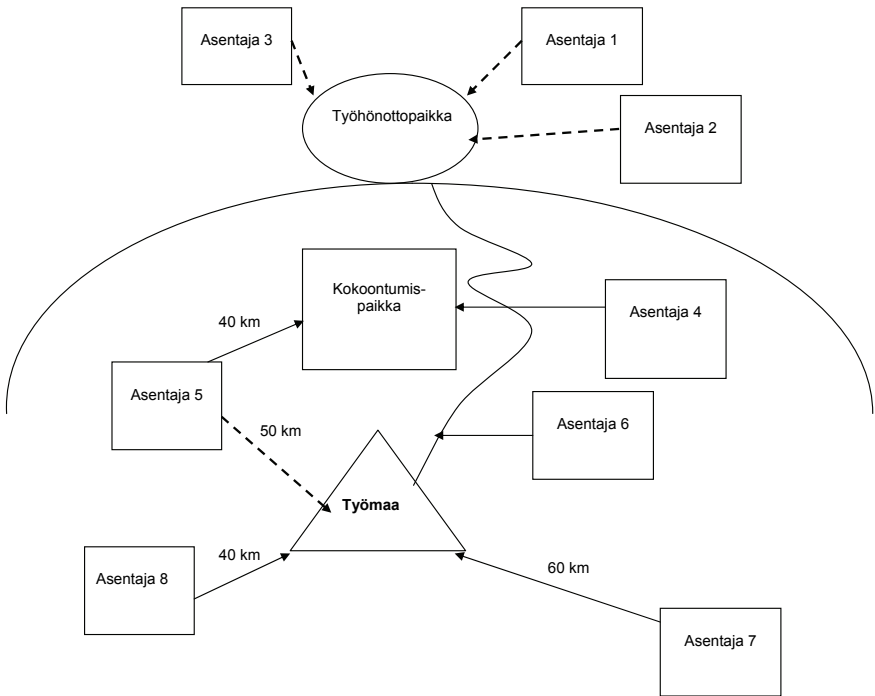 Asentaja 3
Asentaja 1
Työhönottopaikka
Asentaja 2
Kokoontumis-
paikka
Asentaja 4
40 km
Asentaja 5
50 km
Asentaja 6
Työmaa
40 km
Asentaja 8
60 km
Asentaja 7